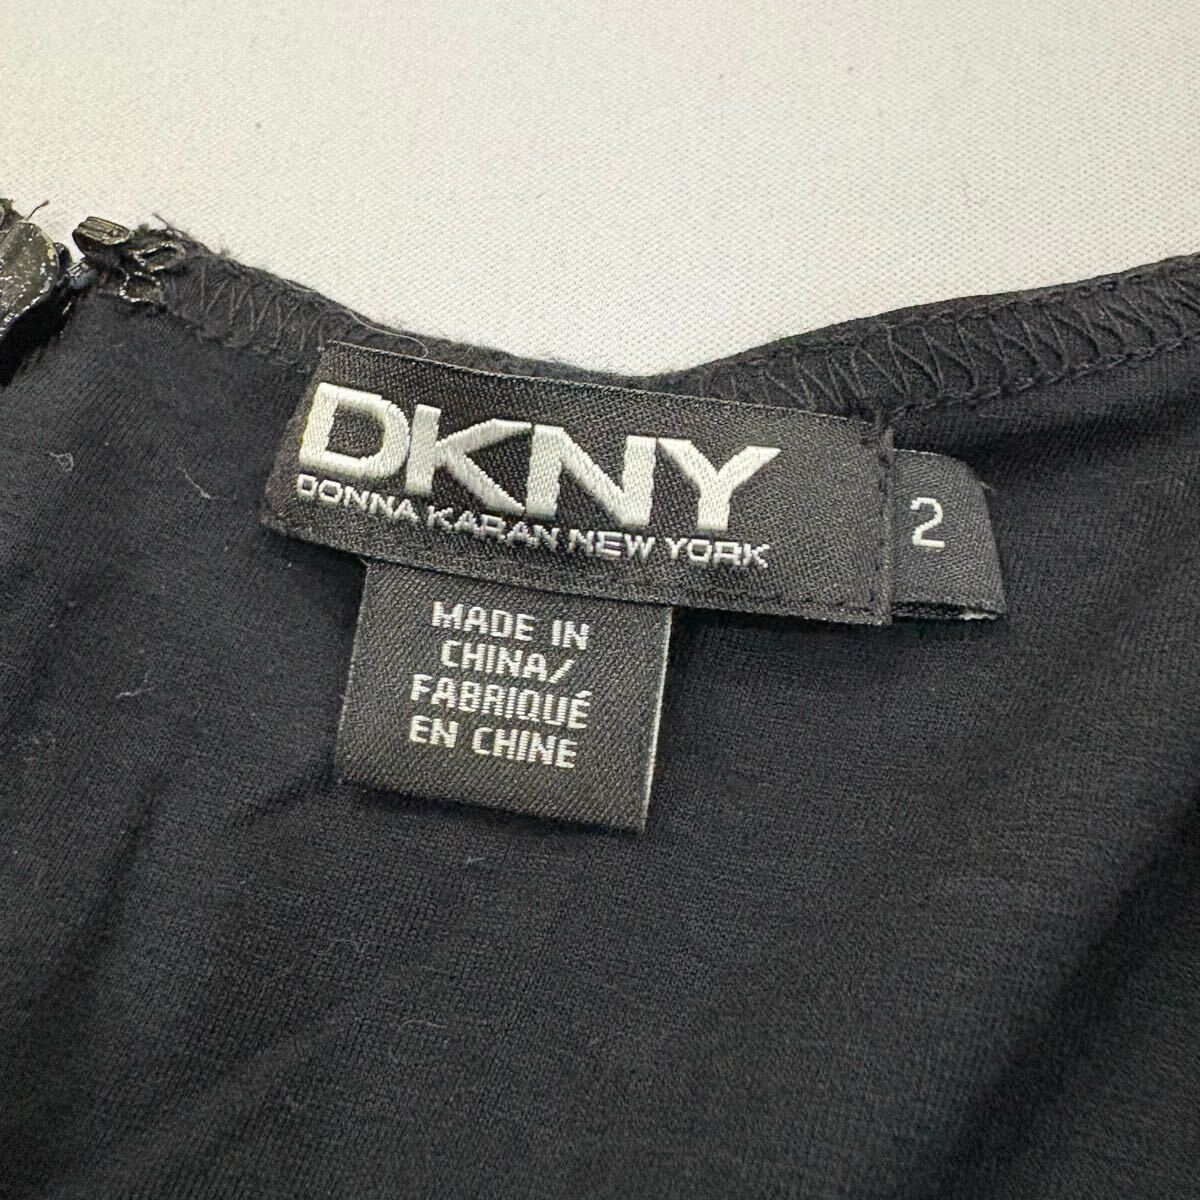 DKNY
DONNA KARAN NEW YORK
2
MADE IN
CHINA/
FABRIQUÉ
EN CHINE